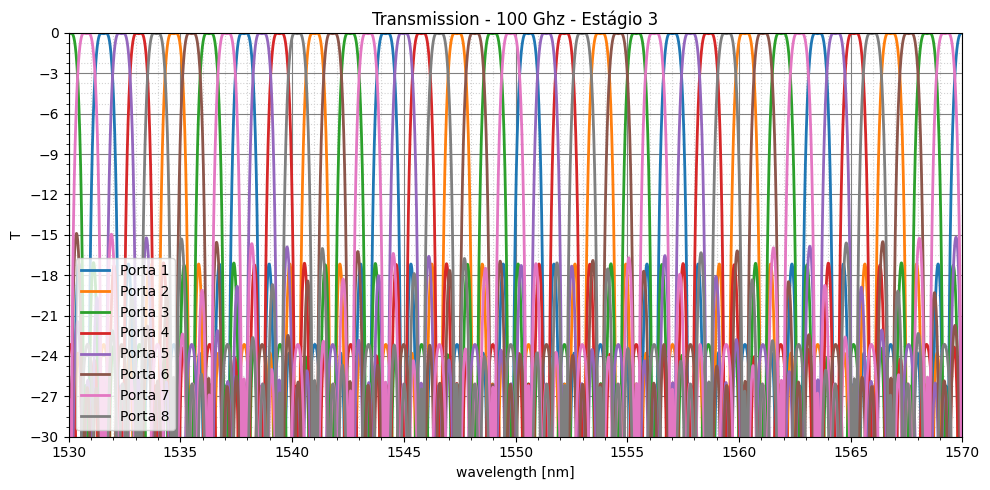 Transmission - 100 Ghz - Estágio 3
T
0
−3
−6
−9
−12
−15
−18
−21
−24
−27
−30
Porta 1
Porta 2
Porta 3
Porta 4
Porta 5
Porta 6
Porta 7
Porta 8
1530 1535 1540 1545 1550 1555 1560 1565 1570
wavelength [nm]